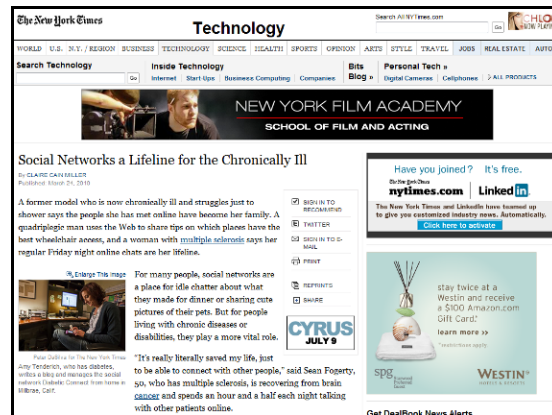 The New York Times
Technology
Search All NYTimes.com
Go
WORLD U.S. N.Y. / REGION BUSINESS TECHNOLOGY SCIENCE HEALTH SPORTS OPINION ARTS STYLE TRAVEL JOBS REAL ESTATE AUTO
Search Technology
Go
Inside Technology
Internet Start-Ups Business Computing Companies
Bits
Blog »
Personal Tech »
Digital Cameras Cellphones ALL PRODUCTS
NEW YORK FILM ACADEMY
SCHOOL OF FILM AND ACTING
Social Networks a Lifeline for the Chronically Ill
By CLAIRE CAIN MILLER
Published: March 24, 2010
A former model who is now chronically ill and struggles just to
shower says the people she has met online have become her family. A
quadriplegic man uses the Web to share tips on which places have the
best wheelchair access, and a woman with multiple sclerosis says her
regular Friday night online chats are her lifeline.
Enlarge This Image
Peter DaSilva for The New York Times
Amy Tenderich, who has diabetes,
writes a blog and manages the social
network Diabetic Connect from home in
Millbrae, Calif.
For many people, social networks are
a place for idle chatter about what
they made for dinner or sharing cute
pictures of their pets. But for people
living with chronic diseases or
disabilities, they play a more vital role.
"It's really literally saved my life, just
to be able to connect with other people," said Sean Fogerty,
50, who has multiple sclerosis, is recovering from brain
cancer and spends an hour and a half each night talking
with other patients online.
SIGN IN TO
RECOMMEND
TWITTER
SIGN IN TO E-
MAIL
PRINT
REPRINTS
SHARE
CYRUS
JULY 9
Have you joined? It's free.
The New York Times
nytimes.com
Linked in
The New York Times and LinkedIn have teamed up
to give you customized industry news. Automatically.
Click here to activate
stay twice at a
Westin and receive
a $100 Amazon.com
Gift Card.*
learn more >>
*restrictions apply
spg
WESTIN
HOTELS & RESORTS
Get DealBook News Alerts